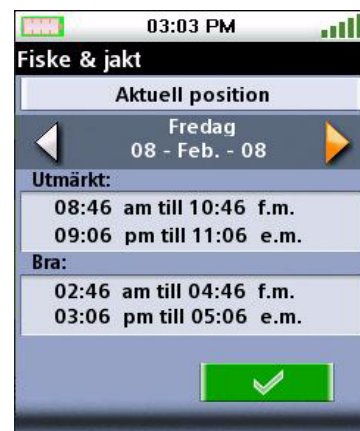 03:03 PM
Fiske & jakt
Aktuell position
Fredag
08 - Feb. - 08
Utmärkt:
08:46 am till 10:46 f.m.
09:06 pm till 11:06 e.m.
Bra:
02:46 am till 04:46 f.m.
03:06 pm till 05:06 e.m.